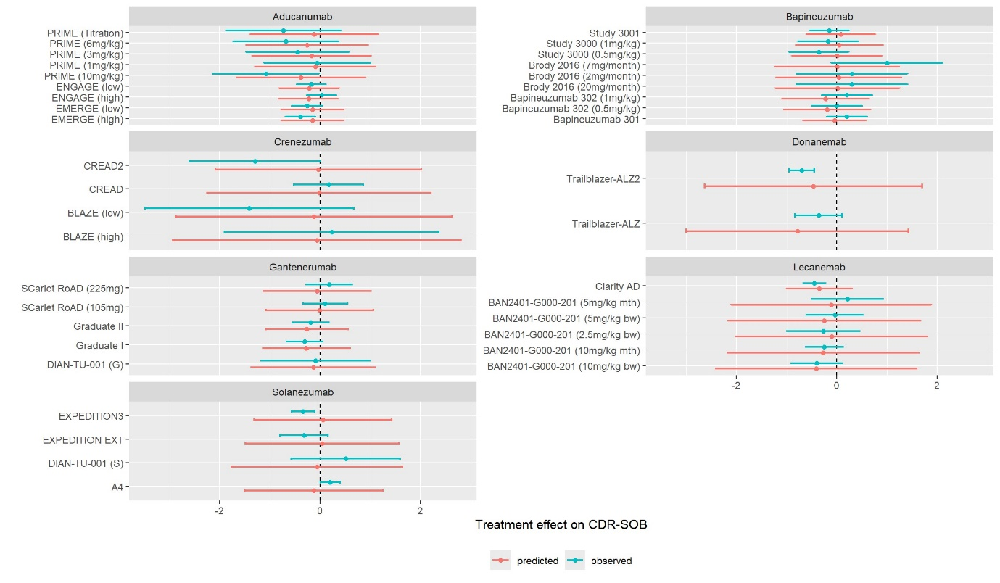 Aducanumab
PRIME (Titration)
PRIME (6mg/kg)
PRIME (3mg/kg)
PRIME (1mg/kg)
PRIME (10mg/kg)
ENGAGE (low)
ENGAGE (high)
EMERGE (low)
EMERGE (high)
Bapineuzumab
Study 3001
Study 3000 (1mg/kg)
Study 3000 (0.5mg/kg)
Brody 2016 (7mg/month)
Brody 2016 (2mg/month)
Brody 2016 (20mg/month)
Bapineuzumab 302 (1mg/kg)
Bapineuzumab 302 (0.5mg/kg)
Bapineuzumab 301
Crenezumab
CREAD2
CREAD
BLAZE (low)
BLAZE (high)
Donanemab
Trailblazer-ALZ2
Trailblazer-ALZ
Gantenerumab
SCarlet RoAD (225mg)
SCarlet RoAD (105mg)
Graduate II
Graduate I
DIAN-TU-001 (G)
Lecanemab
Clarity AD
BAN2401-G000-201 (5mg/kg mth)
BAN2401-G000-201 (5mg/kg bw)
BAN2401-G000-201 (2.5mg/kg bw)
BAN2401-G000-201 (10mg/kg mth)
BAN2401-G000-201 (10mg/kg bw)
-2 0 2
Solanezumab
EXPEDITION3
EXPEDITION EXT
DIAN-TU-001 (S)
A4
-2 0 2
Treatment effect on CDR-SOB
predicted observed